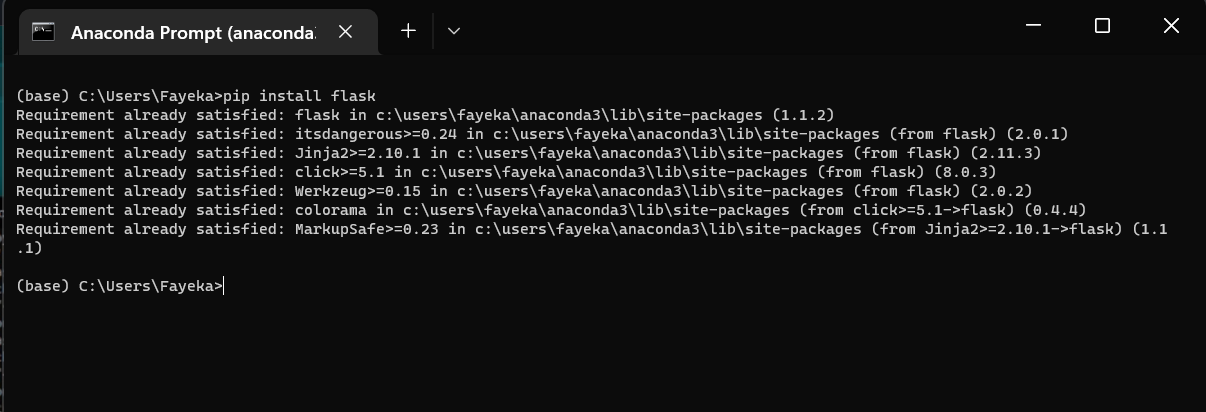 Anaconda Prompt (anaconda
(base) C:\Users\Fayeka>pip install flask
Requirement already satisfied: flask in c:\users\fayeka\anaconda3\lib\site-packages (1.1.2)
Requirement already satisfied: itsdangerous>=0.24 in c:\users\fayeka\anaconda3\lib\site-packages (from flask) (2.0.1)
Requirement already satisfied: Jinja2>=2.10.1 in c:\users\fayeka\anaconda3\lib\site-packages (from flask) (2.11.3)
Requirement already satisfied: click>=5.1 in c:\users\fayeka\anaconda3\lib\site-packages (from flask) (8.0.3)
Requirement already satisfied: Werkzeug>=0.15 in c:\users\fayeka\anaconda3\lib\site-packages (from flask) (2.0.2)
Requirement already satisfied: colorama in c:\users\fayeka\anaconda3\lib\site-packages (from click>=5.1->flask) (0.4.4)
Requirement already satisfied: MarkupSafe>=0.23 in c:\users\fayeka\anaconda3\lib\site-packages (from Jinja2>=2.10.1->flask) (1.1
.1)
(base) C:\Users\Fayeka>